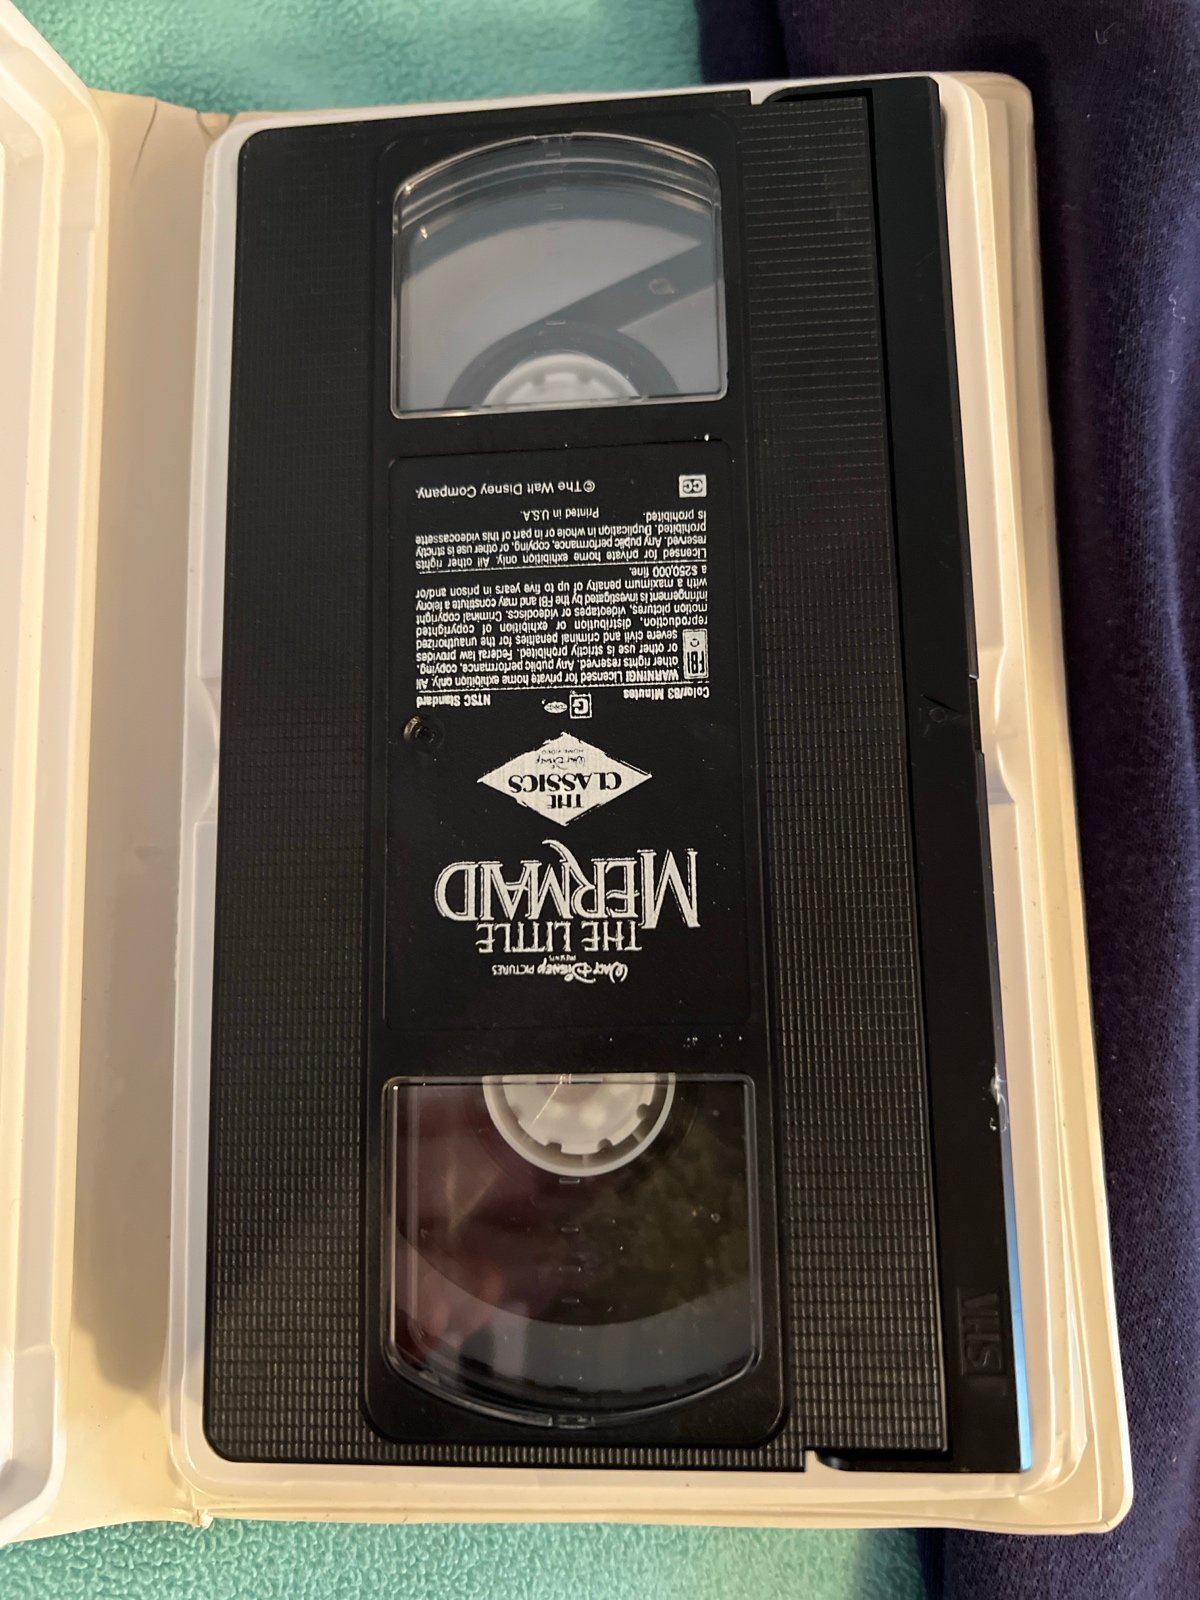 WALT DISNEY PICTURES
PRESENTS
THE LITTLE
MERMAID
THE
CLASSICS
WALT DISNEY
HOME VIDEO
Color/83 Minutes G NTSC Standard
FBI WARNING! Licensed for private home exhibition only. All
other rights reserved. Any public performance, copying,
or other use is strictly prohibited. Federal law provides
severe civil and criminal penalties for the unauthorized
reproduction, distribution or exhibition of copyrighted
motion pictures, videotapes or videodiscs. Criminal copyright
infringement is investigated by the FBI and may constitute a felony
with a maximum penalty of up to five years in prison and/or
a $250,000 fine.
Licensed for private home exhibition only. All other rights
reserved. Any public performance, copying, or other use is strictly
prohibited. Duplication in whole or in part of this videocassette
is prohibited. Printed in U.S.A.
CC ©The Walt Disney Company.
VHS